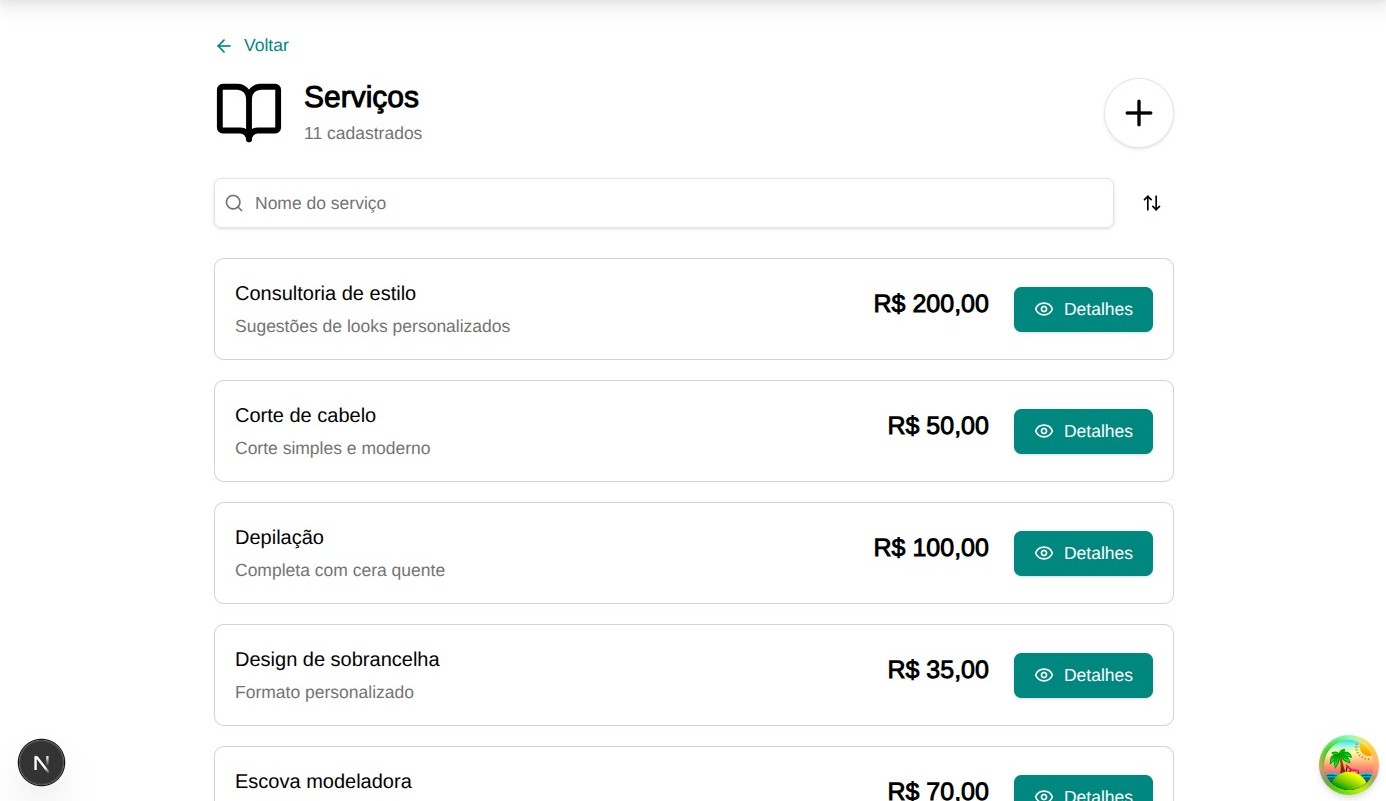 Voltar
Serviços
11 cadastrados
Nome do serviço
Consultoria de estilo
Sugestões de looks personalizados
R$ 200,00
Detalhes
Corte de cabelo
Corte simples e moderno
R$ 50,00
Detalhes
Depilação
Completa com cera quente
R$ 100,00
Detalhes
Design de sobrancelha
Formato personalizado
R$ 35,00
Detalhes
Escova modeladora
R$ 70,00
Detalhes
N